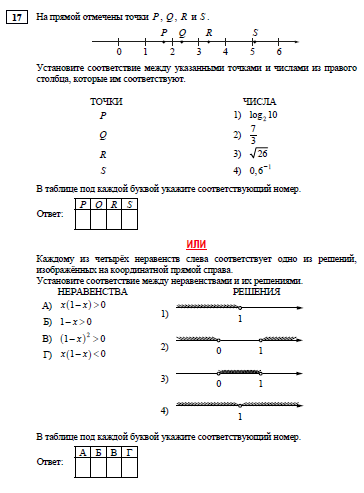 17 На прямой отмечены точки P, Q, R и S.
P Q R S
0 1 2 3 4 5 6
Установите соответствие между указанными точками и числами из правого
столбца, которые им соответствуют.
ТОЧКИ ЧИСЛА
P 1) log₂10
Q 2) 7/3
R 3) √26
S 4) 0,6⁻¹
В таблице под каждой буквой укажите соответствующий номер.
Ответ: P Q R S
ИЛИ
Каждому из четырёх неравенств слева соответствует одно из решений,
изображённых на координатной прямой справа.
Установите соответствие между неравенствами и их решениями.
НЕРАВЕНСТВА РЕШЕНИЯ
А) x(1−x)>0
Б) 1−x>0
В) (1−x)²>0
Г) x(1−x)<0
1) 1
2) 0 1
3) 0 1
4) 1
В таблице под каждой буквой укажите соответствующий номер.
Ответ: А Б В Г